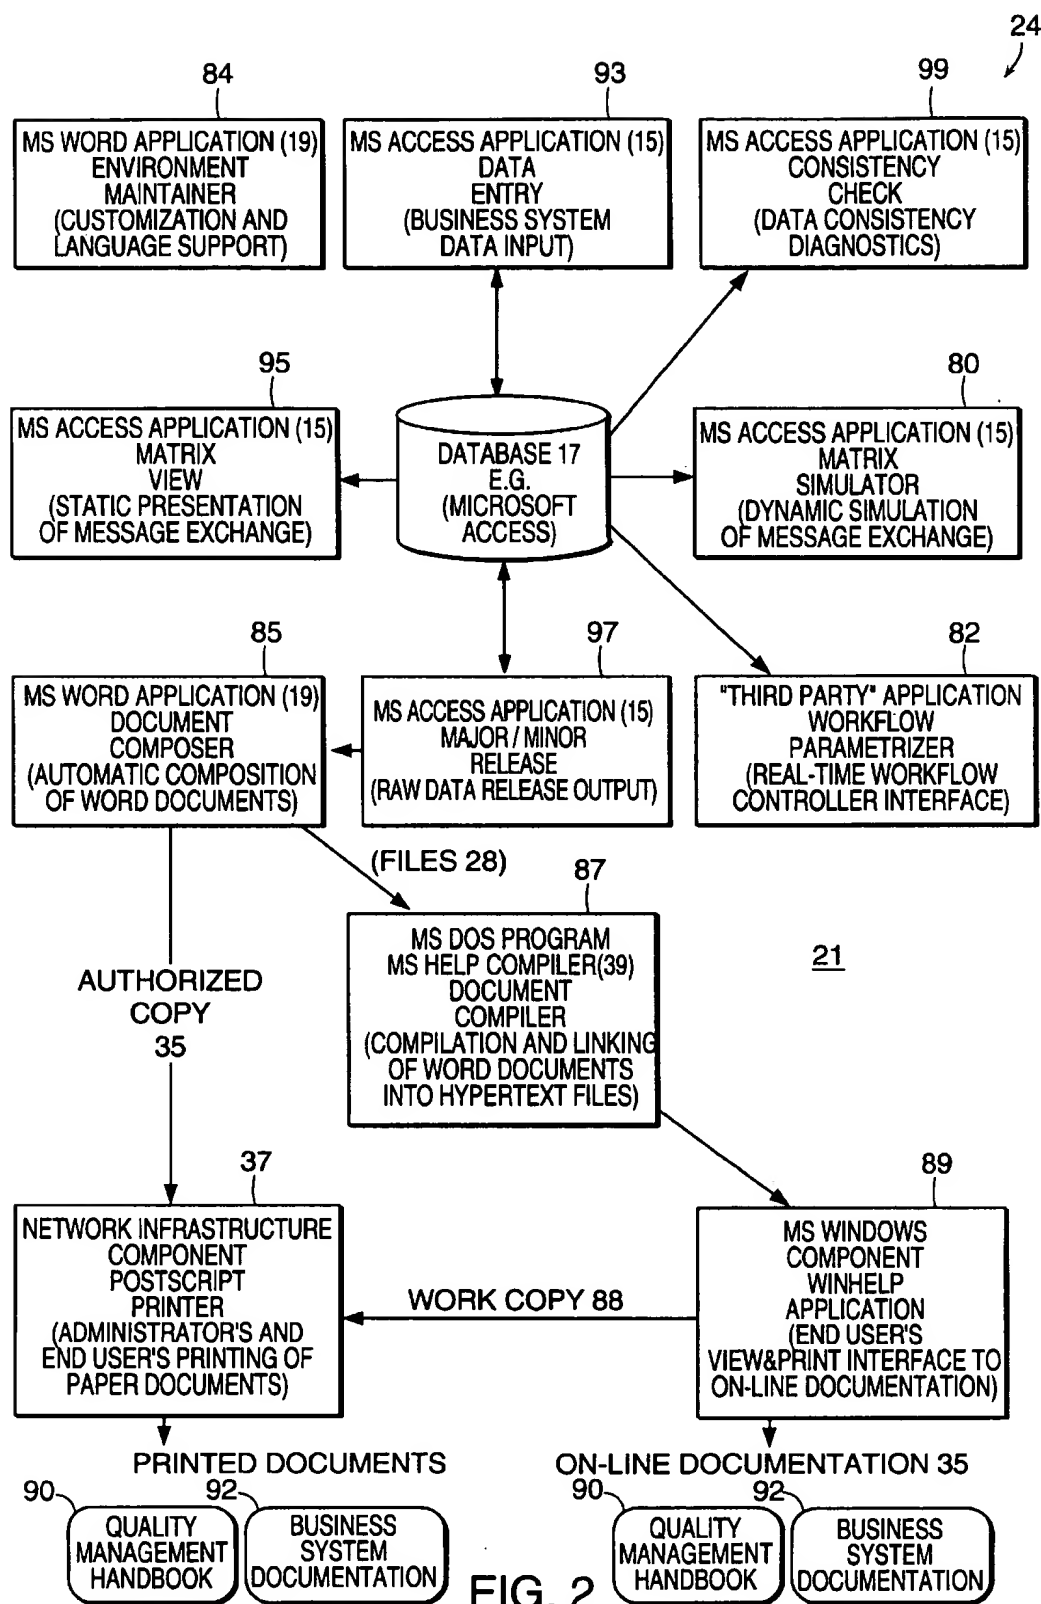 24
84
93
99
MS WORD APPLICATION (19)
ENVIRONMENT
MAINTAINER
(CUSTOMIZATION AND
LANGUAGE SUPPORT)
MS ACCESS APPLICATION (15)
DATA
ENTRY
(BUSINESS SYSTEM
DATA INPUT)
MS ACCESS APPLICATION (15)
CONSISTENCY
CHECK
(DATA CONSISTENCY
DIAGNOSTICS)
95
80
MS ACCESS APPLICATION (15)
MATRIX
VIEW
(STATIC PRESENTATION
OF MESSAGE EXCHANGE)
DATABASE 17
E.G.
(MICROSOFT
ACCESS)
MS ACCESS APPLICATION (15)
MATRIX
SIMULATOR
(DYNAMIC SIMULATION
OF MESSAGE EXCHANGE)
85
97
82
MS WORD APPLICATION (19)
DOCUMENT
COMPOSER
(AUTOMATIC COMPOSITION
OF WORD DOCUMENTS)
MS ACCESS APPLICATION (15)
MAJOR / MINOR
RELEASE
(RAW DATA RELEASE OUTPUT)
"THIRD PARTY" APPLICATION
WORKFLOW
PARAMETRIZER
(REAL-TIME WORKFLOW
CONTROLLER INTERFACE)
(FILES 28)
87
MS DOS PROGRAM
MS HELP COMPILER(39)
DOCUMENT
COMPILER
(COMPILATION AND LINKING
OF WORD DOCUMENTS
INTO HYPERTEXT FILES)
21
AUTHORIZED
COPY
35
37
89
NETWORK INFRASTRUCTURE
COMPONENT
POSTSCRIPT
PRINTER
(ADMINISTRATOR'S AND
END USER'S PRINTING OF
PAPER DOCUMENTS)
WORK COPY 88
MS WINDOWS
COMPONENT
WINHELP
APPLICATION
(END USER'S
VIEW&PRINT INTERFACE TO
ON-LINE DOCUMENTATION)
PRINTED DOCUMENTS
ON-LINE DOCUMENTATION 35
90
92
90
92
QUALITY
MANAGEMENT
HANDBOOK
BUSINESS
SYSTEM
DOCUMENTATION
QUALITY
MANAGEMENT
HANDBOOK
BUSINESS
SYSTEM
DOCUMENTATION
FIG. 2